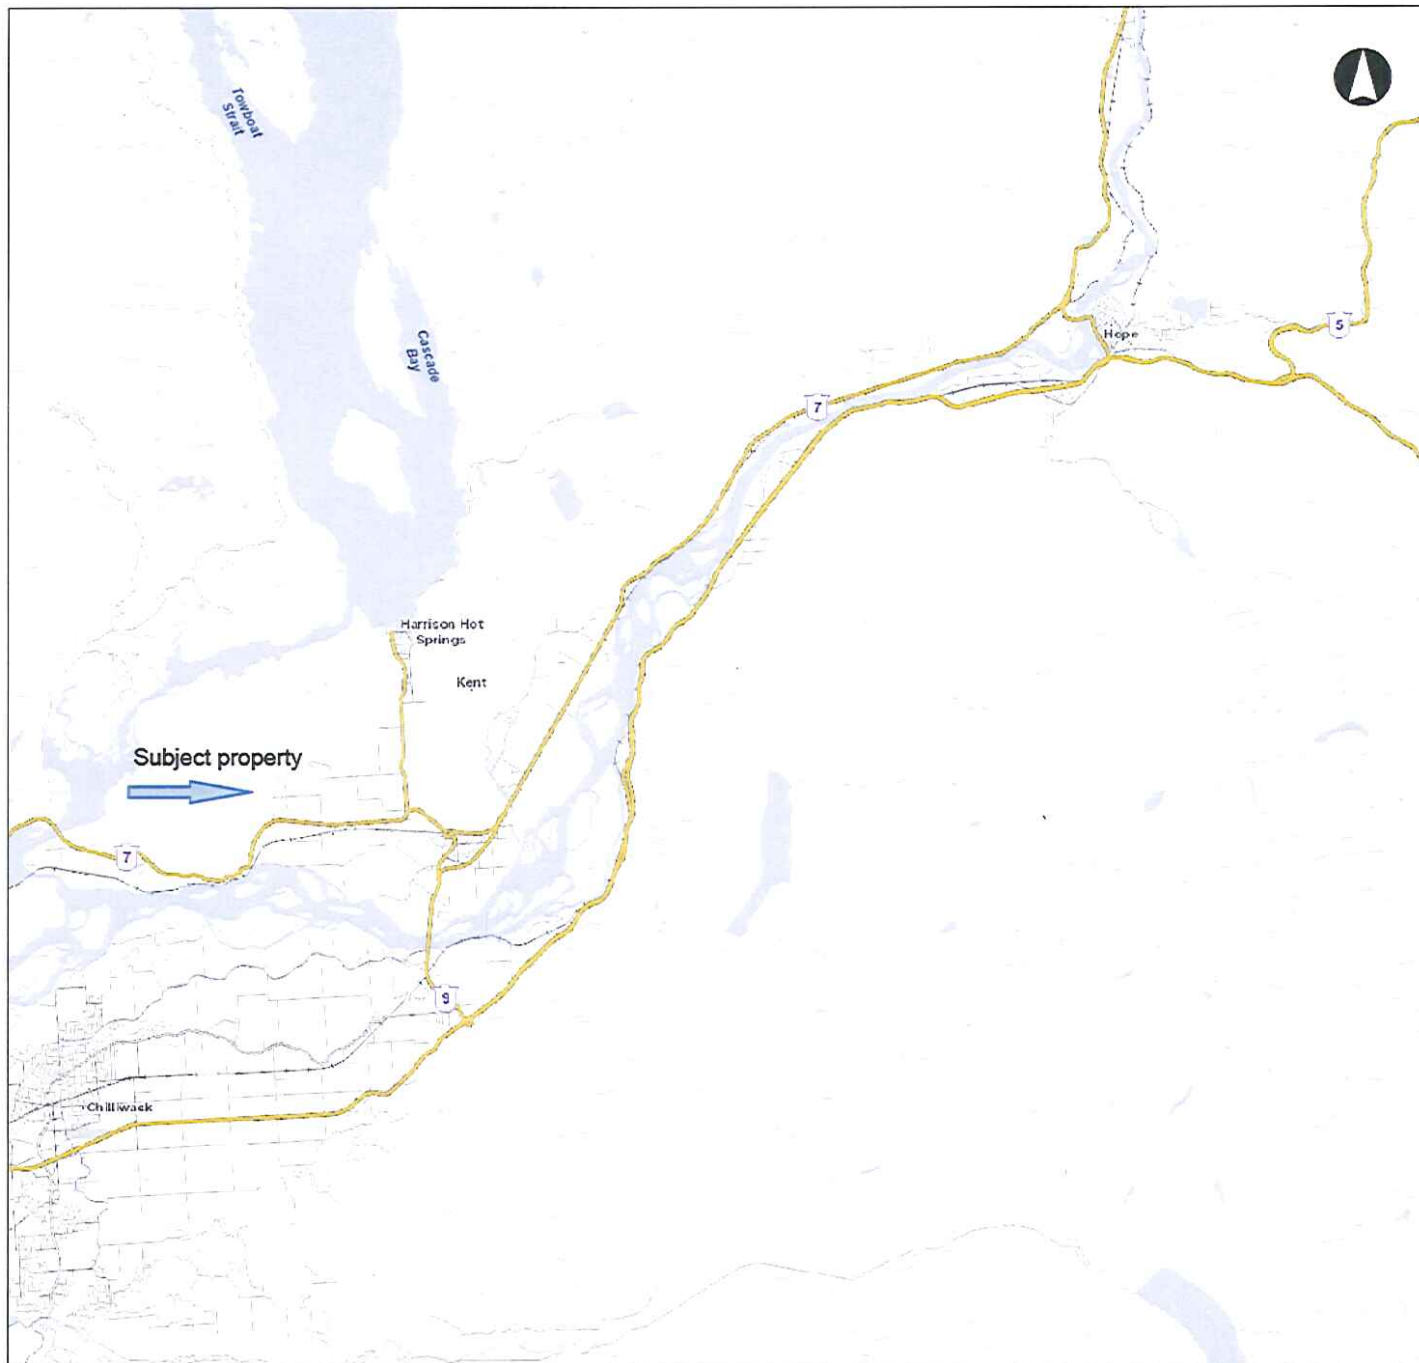 Towboat
Strait
Cascade
Bay
5
Hope
7
Harrison Hot
Springs
Kent
Subject property
7
9
Chilliwack